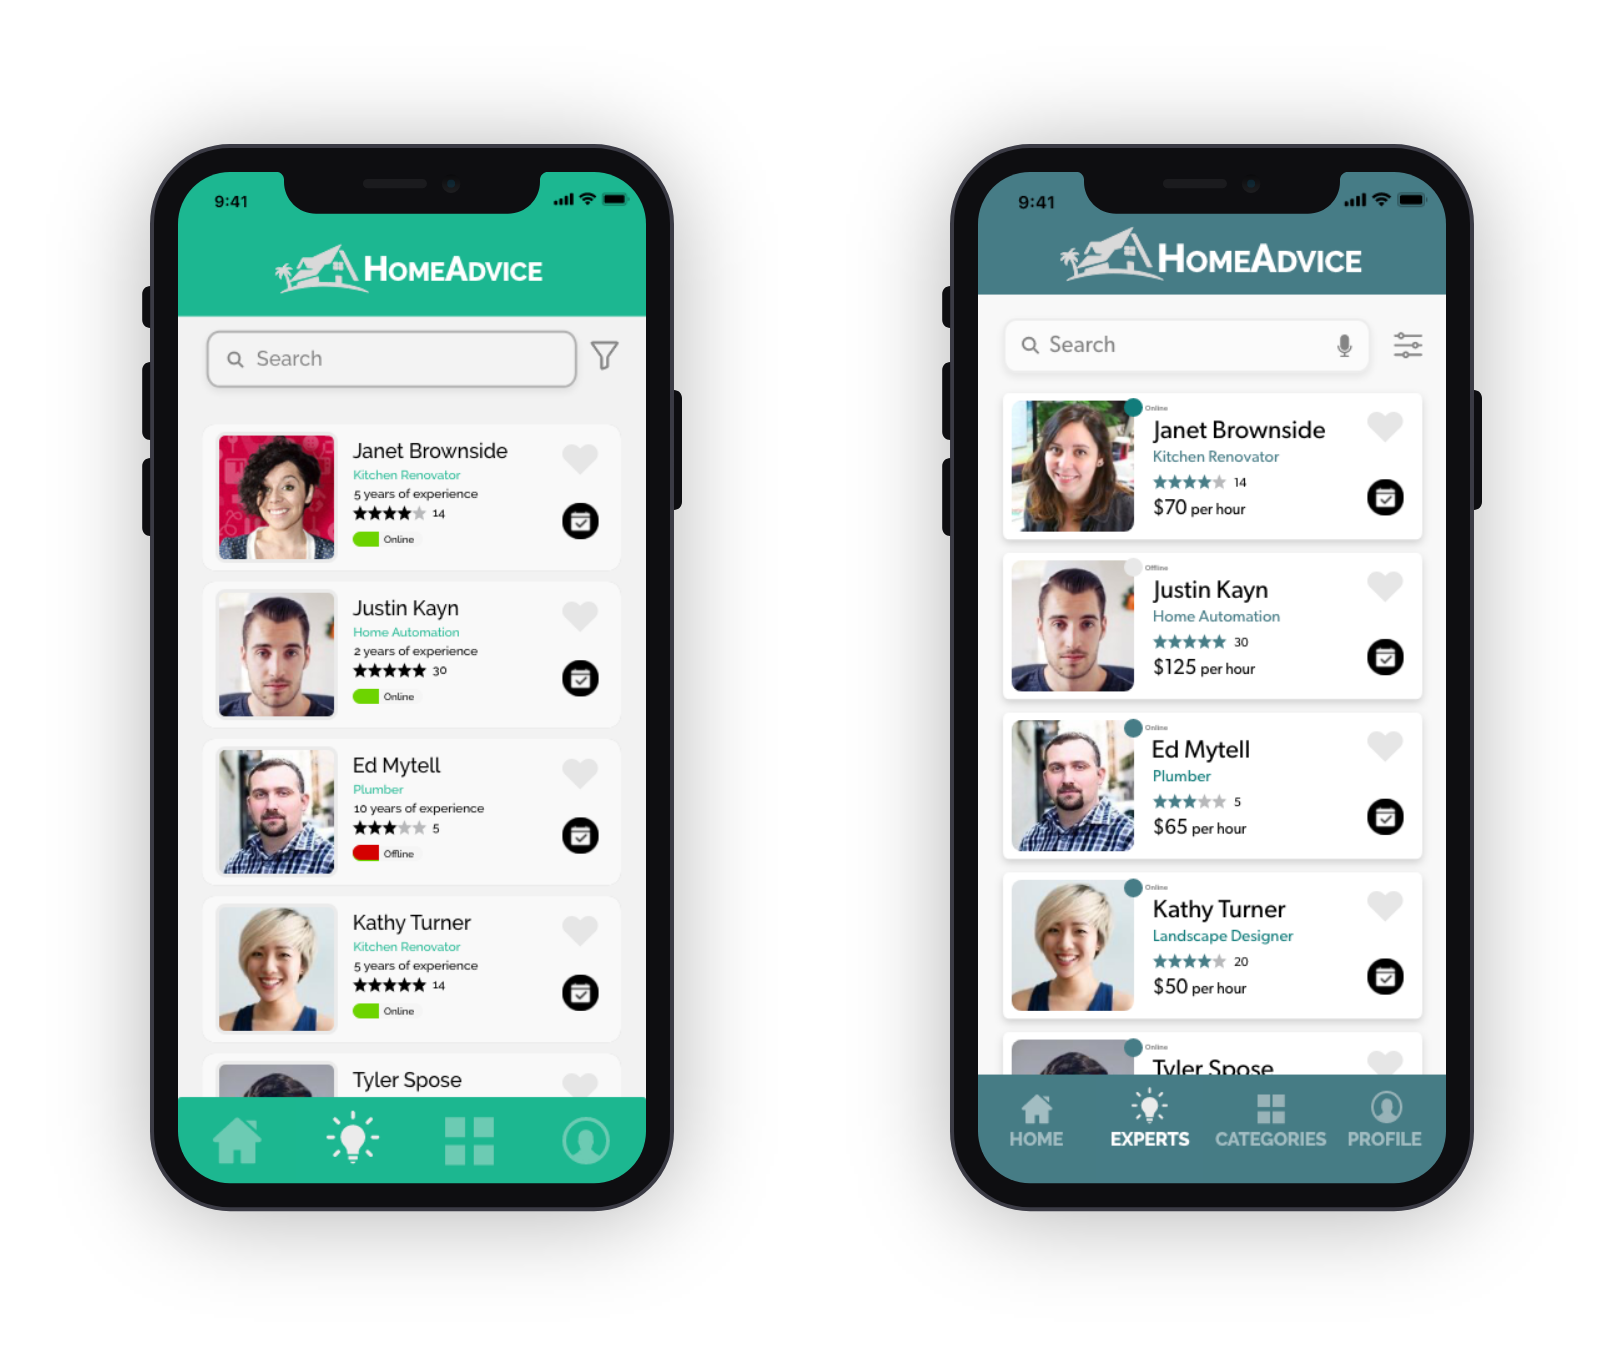 9:41
HOMEADVICE
Search
Janet Brownside
Kitchen Renovator
5 years of experience
14
Online
Justin Kayn
Home Automation
2 years of experience
30
Online
Ed Mytell
Plumber
10 years of experience
5
Offline
Kathy Turner
Kitchen Renovator
5 years of experience
14
Online
Tyler Spose
9:41
HOMEADVICE
Search
Online
Janet Brownside
Kitchen Renovator
14
$70 per hour
Offline
Justin Kayn
Home Automation
30
$125 per hour
Online
Ed Mytell
Plumber
5
$65 per hour
Online
Kathy Turner
Landscape Designer
20
$50 per hour
Online
Tyler Spose
HOME EXPERTS CATEGORIES PROFILE